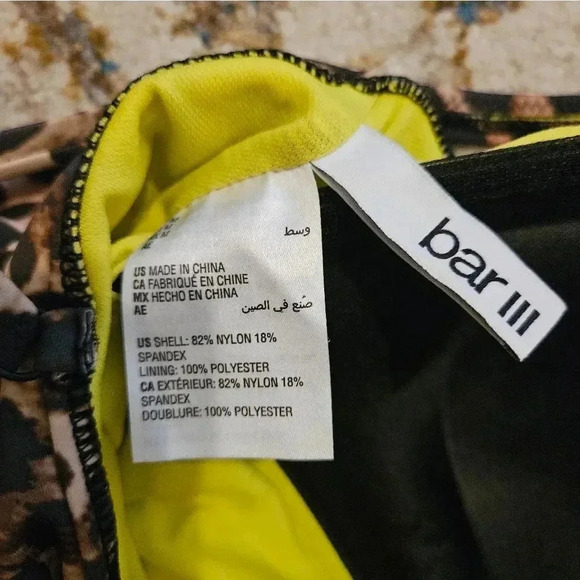 وسط
US MADE IN CHINA
CA FABRIQUÉ EN CHINE
MX HECHO EN CHINA
AE صُنع في الصين
US SHELL: 82% NYLON 18%
SPANDEX
LINING: 100% POLYESTER
CA EXTÉRIEUR: 82% NYLON 18%
SPANDEX
DOUBLURE: 100% POLYESTER
bar III